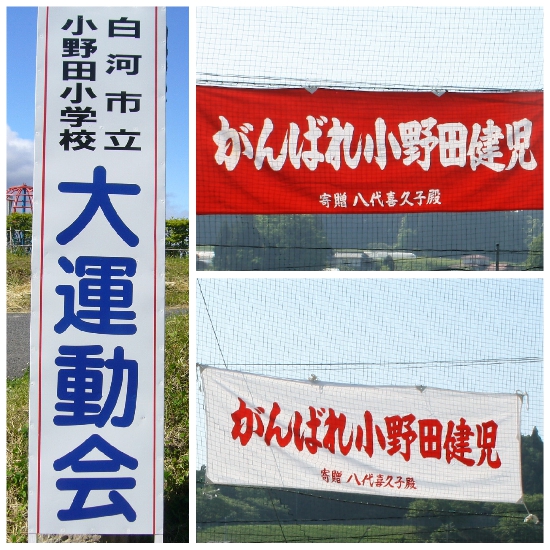 白河市立
小野田小学校
大運動会
がんばれ小野田健児
寄贈 八代喜久子殿
がんばれ小野田健児
寄贈 八代喜久子殿